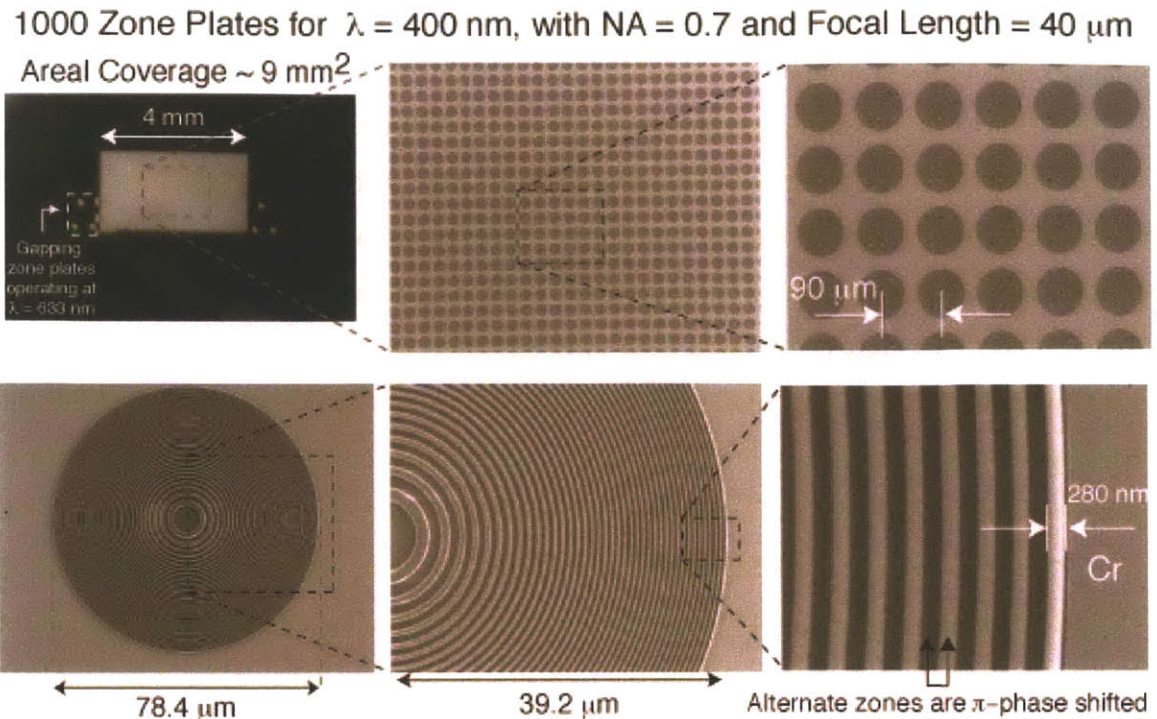 1000 Zone Plates for λ = 400 nm, with NA = 0.7 and Focal Length = 40 μm
Areal Coverage ~ 9 mm²
4 mm
Gapping
zone plates
operating at
λ = 633 nm
90 μm
280 nm
Cr
78.4 μm
39.2 μm
Alternate zones are π-phase shifted